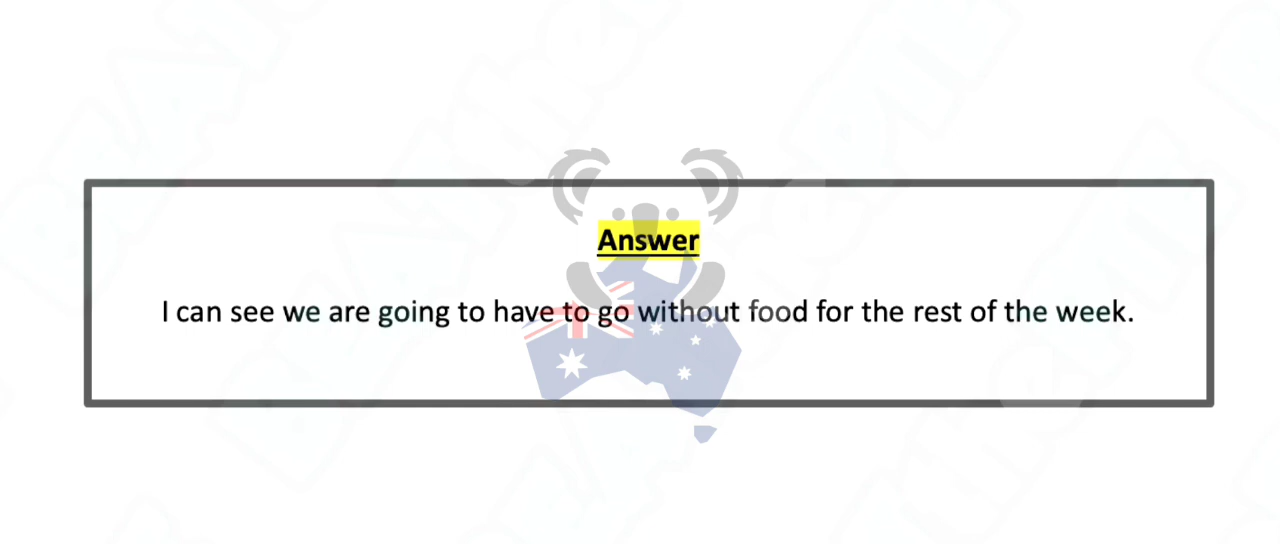 Answer
I can see we are going to have to go without food for the rest of the week.